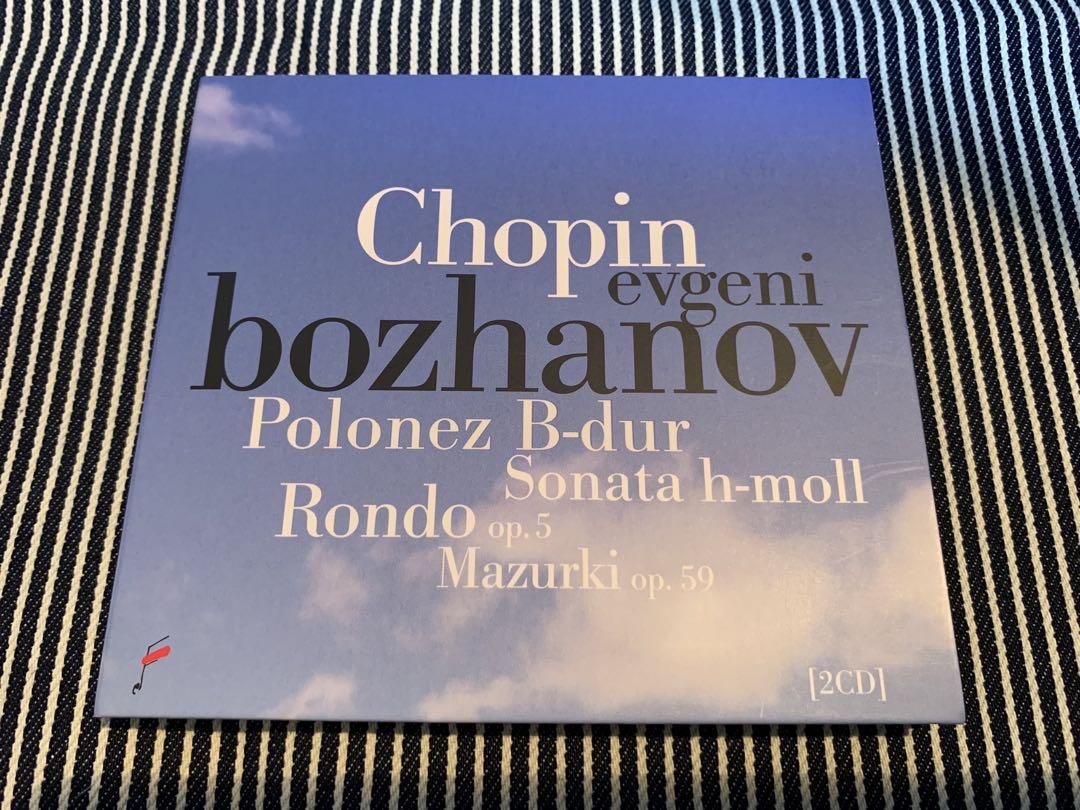 Chopin
evgeni
bozhanov
Polonez B-dur
Sonata h-moll
Rondo op. 5
Mazurki op. 59
[2CD]